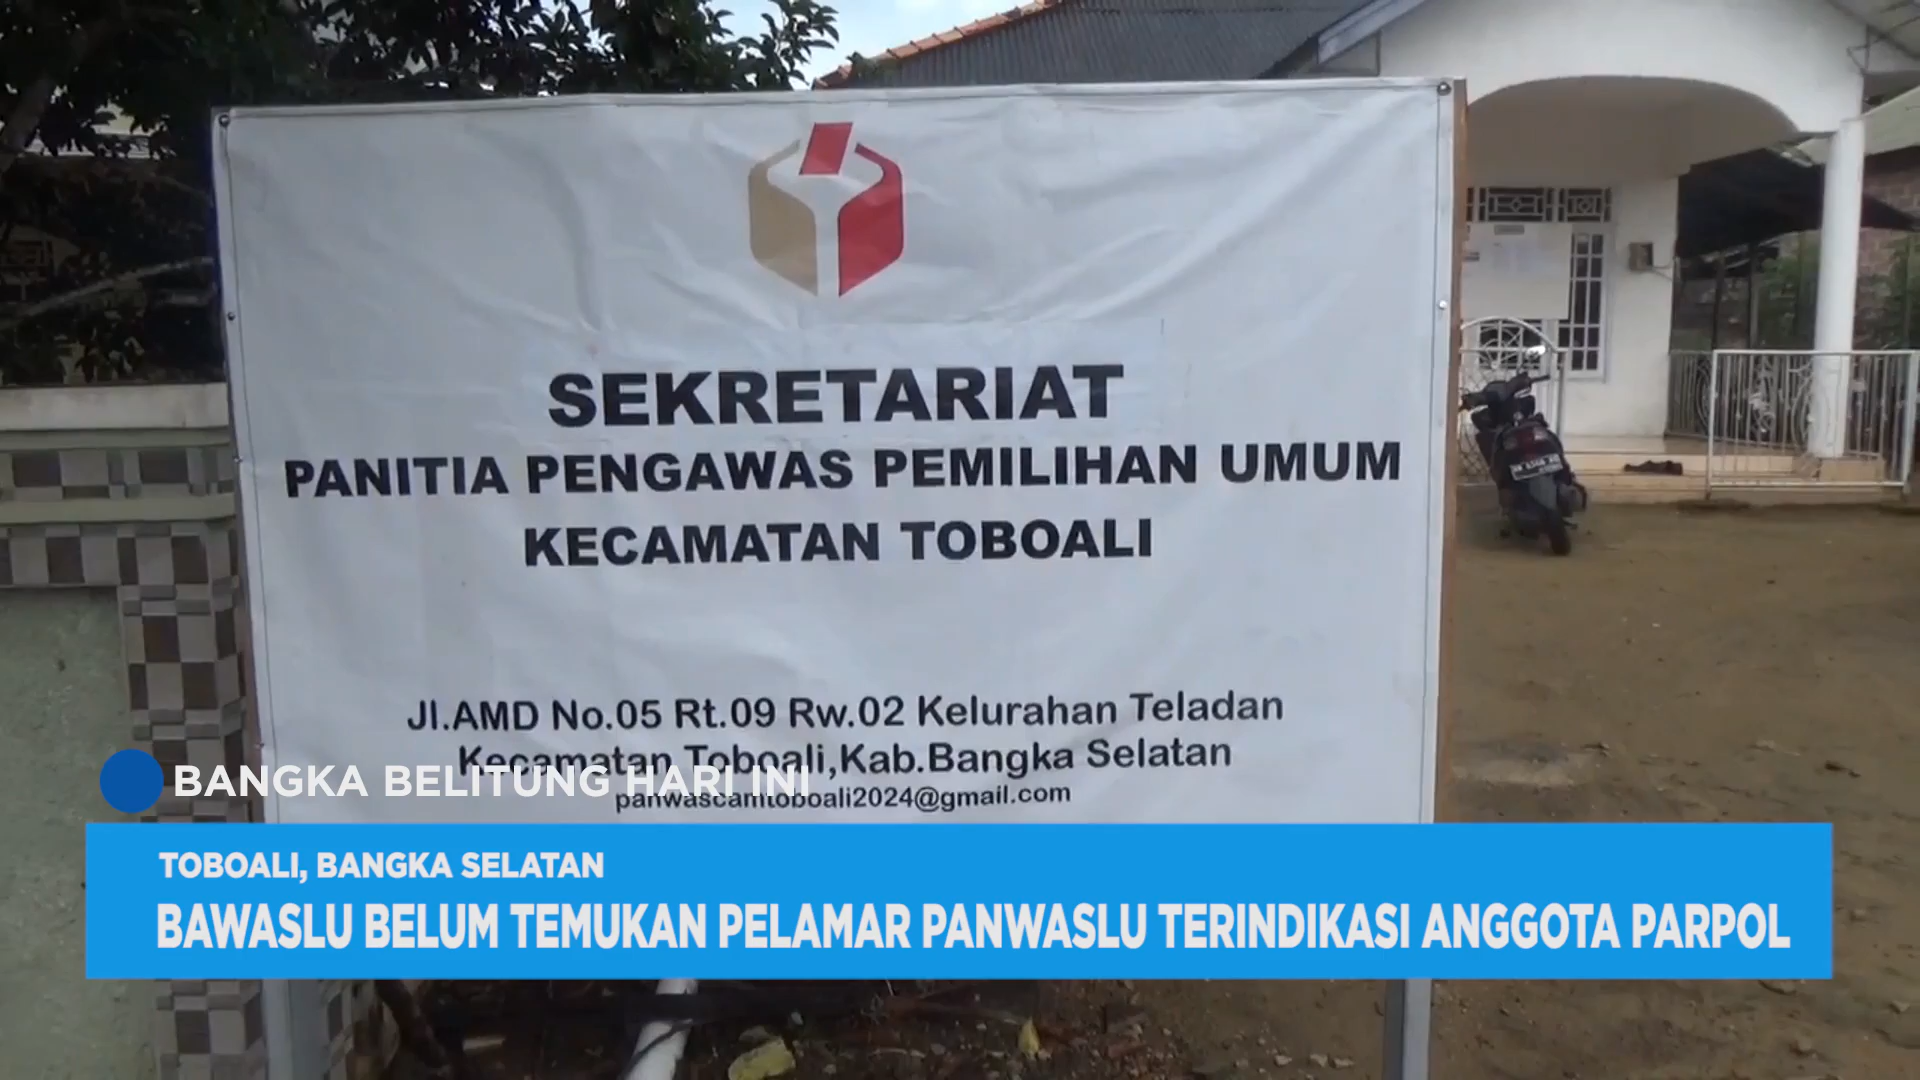 SEKRETARIAT
PANITIA PENGAWAS PEMILIHAN UMUM
KECAMATAN TOBOALI
Jl.AMD No.05 Rt.09 Rw.02 Kelurahan Teladan
Kecamatan Toboali,Kab.Bangka Selatan
panwascamtoboali2024@gmail.com
BANGKA BELITUNG HARI INI
TOBOALI, BANGKA SELATAN
BAWASLU BELUM TEMUKAN PELAMAR PANWASLU TERINDIKASI ANGGOTA PARPOL